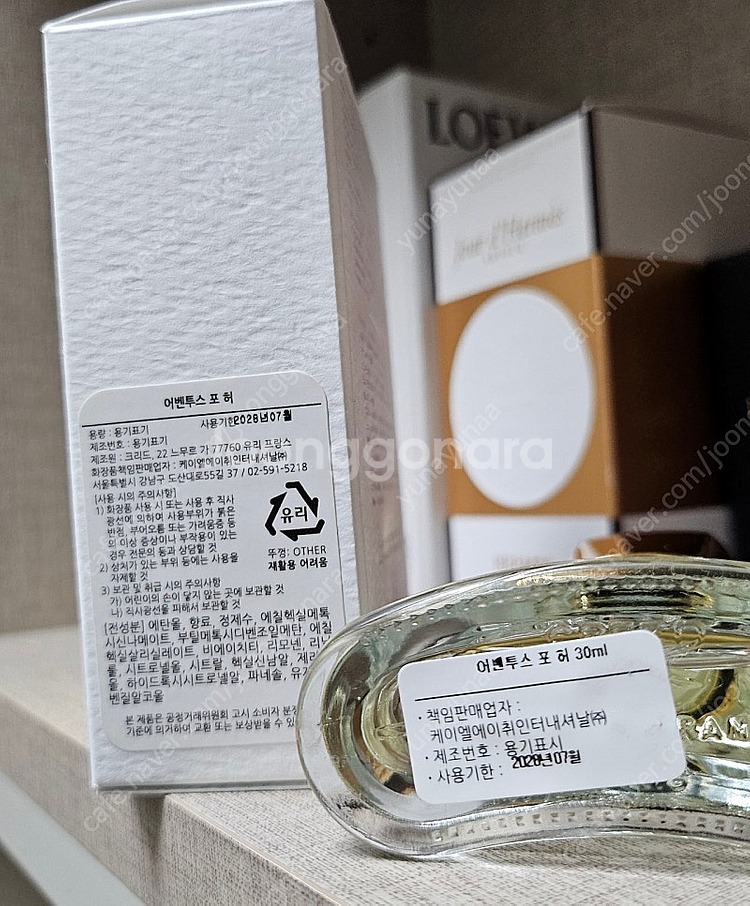 LOEW
Jour d'Hermès
어벤투스 포 허
용량 : 용기표기 사용기한 2028년07월
제조번호 : 용기표기
제조원 : 크리드, 22 느무르 가 77760 유리 프랑스
화장품책임판매업자 : 케이엘에이취인터내셔날㈜
서울특별시 강남구 도산대로55길 37 / 02-591-5218
[사용 시의 주의사항]
1) 화장품 사용 시 또는 사용 후 직사
광선에 의하여 사용부위가 붉은
반점, 부어오름 또는 가려움증 등
의 이상 증상이나 부작용이 있는
경우 전문의 등과 상담할 것
2) 상처가 있는 부위 등에는 사용을
자제할 것
3) 보관 및 취급 시의 주의사항
가) 어린이의 손이 닿지 않는 곳에 보관할 것
나) 직사광선을 피해서 보관할 것
유리
뚜껑: OTHER
재활용 어려움
[전성분] 에탄올, 향료, 정제수, 에칠헥실메톡
시신나메이트, 부틸메톡시디벤조일메탄, 에칠
헥실살리실레이트, 비에이치티, 리모넨, 리날
룰, 시트로넬올, 시트랄, 헥실신남알, 제라
올, 하이드록시시트로넬알, 파네솔, 유
벤질알코올
본 제품은 공정거래위원회 고시 소비자 분쟁
기준에 의거하여 교환 또는 보상받을 수 있
어벤투스 포 허 30ml
· 책임판매업자 :
케이엘에이취인터내셔날㈜
· 제조번호 : 용기표시
· 사용기한 : 2028년07월
GRAM
joonggonara
yunayunaa
cafe.naver.com/joonggonara